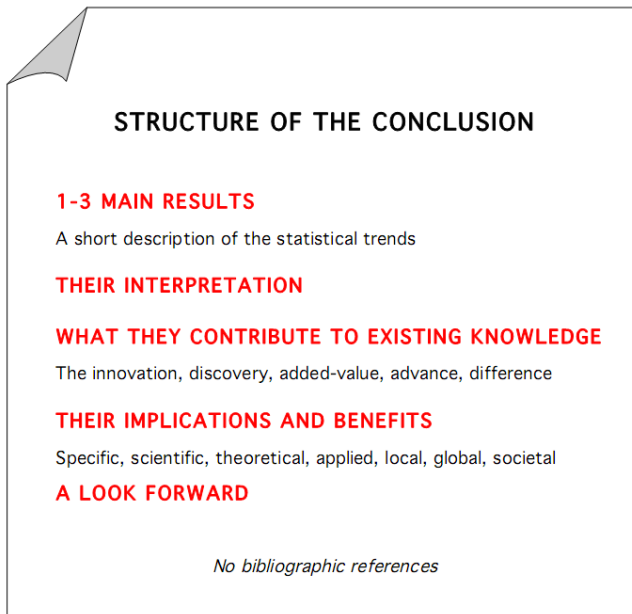 STRUCTURE OF THE CONCLUSION
1-3 MAIN RESULTS
A short description of the statistical trends
THEIR INTERPRETATION
WHAT THEY CONTRIBUTE TO EXISTING KNOWLEDGE
The innovation, discovery, added-value, advance, difference
THEIR IMPLICATIONS AND BENEFITS
Specific, scientific, theoretical, applied, local, global, societal
A LOOK FORWARD
No bibliographic references